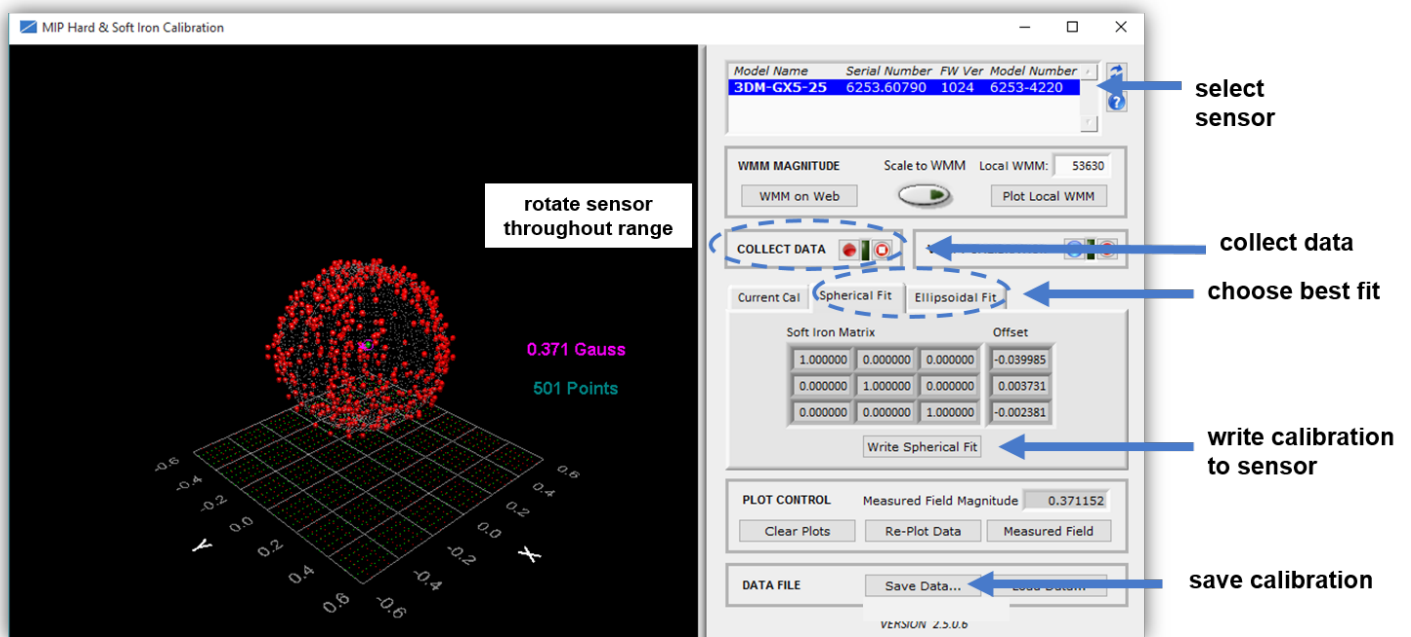 MIP Hard & Soft Iron Calibration
Model Name Serial Number FW Ver Model Number
3DM-GX5-25 6253.60790 1024 6253-4220
select
sensor
WMM MAGNITUDE Scale to WMM Local WMM: 53630
WMM on Web Plot Local WMM
rotate sensor
throughout range
COLLECT DATA
collect data
Current Cal Spherical Fit Ellipsoidal Fit
choose best fit
Soft Iron Matrix Offset
1.000000 0.000000 0.000000 -0.039985
0.000000 1.000000 0.000000 0.003731
0.000000 0.000000 1.000000 -0.002381
0.371 Gauss
501 Points
Write Spherical Fit
write calibration
to sensor
PLOT CONTROL Measured Field Magnitude 0.371152
Clear Plots Re-Plot Data Measured Field
-0.6 -0.4 -0.2 0.0 0.2 0.4 0.6
Y
0.6 0.4 0.2 0.0 -0.2 -0.4 -0.6
X
DATA FILE Save Data...
save calibration
VERSION 2.5.0.6